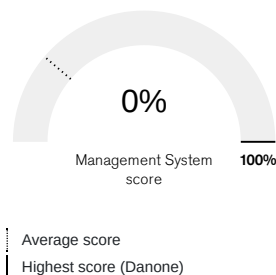 0%
Management System
score
100%
Average score
Highest score (Danone)